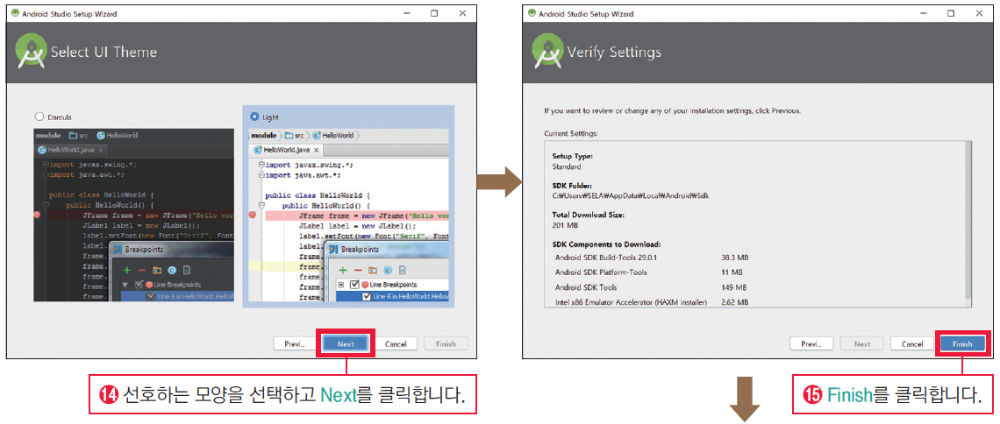 Android Studio Setup Wizard
Select UI Theme
Darcula
module src HelloWorld
HelloWorld.java ×
import javax.swing.*;
import java.awt.*;
public class HelloWorld {
public HelloWorld() {
JFrame frame = new JFrame("Hello wor
JLabel label = new JLabel();
label.setFont(new Font("Serif", Font
label.
frame.
frame.
frame.
frame.
Breakpoints
Line Breakpoints
Line 6 in HelloWorld.HelloW
Light
module src HelloWorld
HelloWorld.java ×
import javax.swing.*;
import java.awt.*;
public class HelloWorld {
public HelloWorld() {
JFrame frame = new JFrame("Hello wor
JLabel label = new JLabel();
label.setFont(new Font("Serif", Font
label.
frame.
frame.
frame.
frame.
Breakpoints
Line Breakpoints
Line 6 in HelloWorld.HelloW
Previ... Next Cancel Finish
⑭ 선호하는 모양을 선택하고 Next를 클릭합니다.
Android Studio Setup Wizard
Verify Settings
If you want to review or change any of your installation settings, click Previous.
Current Settings:
Setup Type:
Standard
SDK Folder:
C:₩Users₩SELA₩AppData₩Local₩Android₩Sdk
Total Download Size:
201 MB
SDK Components to Download:
Android SDK Build-Tools 29.0.1 38.3 MB
Android SDK Platform-Tools 11 MB
Android SDK Tools 149 MB
Intel x86 Emulator Accelerator (HAXM installer) 2.62 MB
Previ... Next Cancel Finish
⑮ Finish를 클릭합니다.